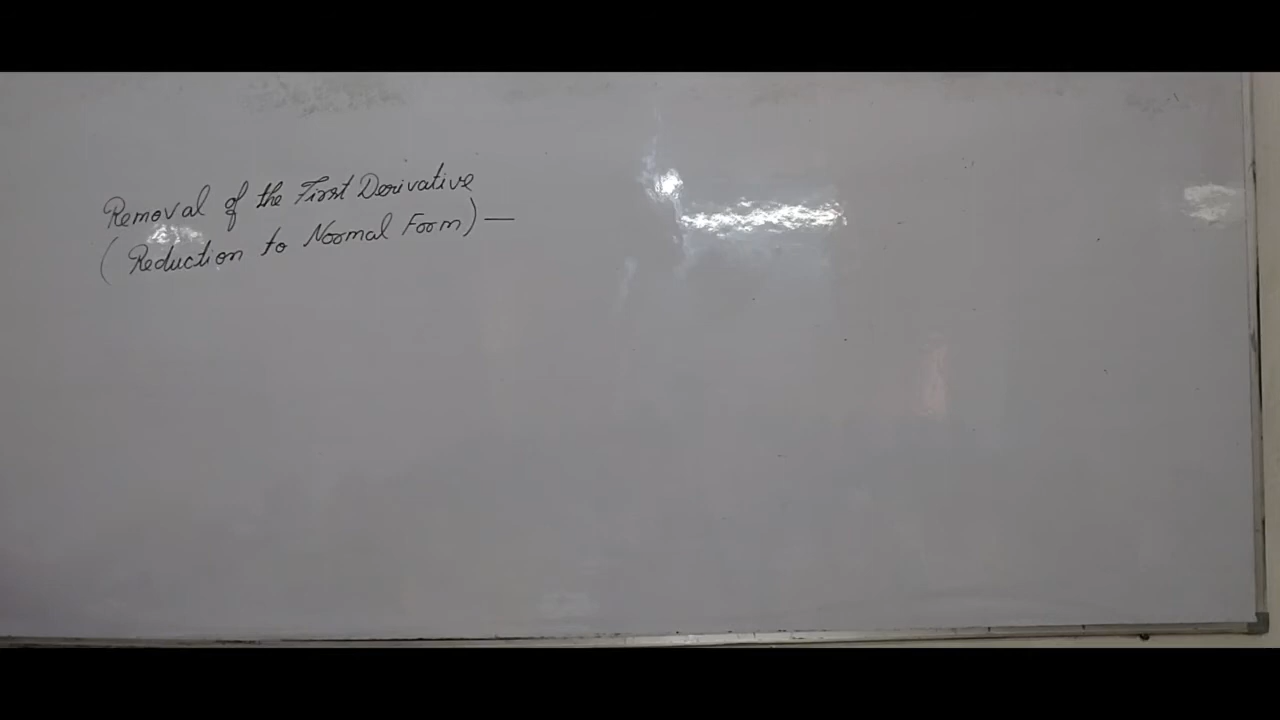 Removal of the First Derivative
(Reduction to Normal Form) —